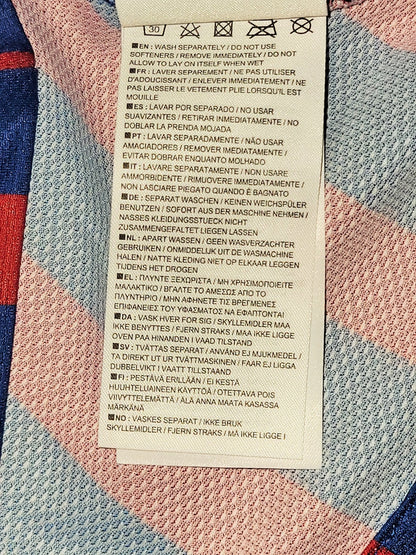 30
EN : WASH SEPARATELY / DO NOT USE
SOFTENERS / REMOVE IMMEDIATELY / DO NOT
ALLOW TO LAY ON ITSELF WHEN WET
FR : LAVER SEPAREMENT / NE PAS UTILISER
D'ADOUCISSANT / ENLEVER IMMEDIATEMENT / NE
PAS LAISSER LE VETEMENT PLIE LORSQU'IL EST
MOUILLE
ES : LAVAR POR SEPARADO / NO USAR
SUAVIZANTES / RETIRAR INMEDIATAMENTE / NO
DOBLAR LA PRENDA MOJADA
PT : LAVAR SEPARADAMENTE / NÃO USAR
AMACIADORES / REMOVER IMEDIATAMENTE /
EVITAR DOBRAR ENQUANTO MOLHADO
IT : LAVARE SEPARATAMENTE / NON USARE
AMMORBIDENTE / RIMUOVERE IMMEDIATAMENTE /
NON LASCIARE PIEGATO QUANDO È BAGNATO
DE : SEPARAT WASCHEN / KEINEN WEICHSPÜLER
BENUTZEN / SOFORT AUS DER MASCHINE NEHMEN /
NASSES KLEIDUNGSSTÜCK NICHT
ZUSAMMENGEFALTET LIEGEN LASSEN
NL : APART WASSEN / GEEN WASVERZACHTER
GEBRUIKEN / ONMIDDELIJK UIT DE WASMACHINE
HALEN / NATTE KLEDING NIET OP ELKAAR LEGGEN
TIJDENS HET DROGEN
EL : ΠΛΥΝΤΕ ΞΕΧΩΡΙΣΤΑ / ΜΗ ΧΡΗΣΙΜΟΠΟΙΕΙΤΕ
ΜΑΛΑΚΤΙΚΟ / ΒΓΑΛΤΕ ΤΟ ΑΜΕΣΩΣ ΑΠΟ ΤΟ
ΠΛΥΝΤΗΡΙΟ / ΜΗΝ ΑΦΗΝΕΤΕ ΤΙΣ ΒΡΕΓΜΕΝΕΣ
ΕΠΙΦΑΝΕΙΕΣ ΤΟΥ ΥΦΑΣΜΑΤΟΣ ΝΑ ΕΦΑΠΤΟΝΤΑΙ
DA : VASK HVER FOR SIG / SKYLLEMIDLER MAA
IKKE BENYTTES / FJERN STRAKS / MAA IKKE LIGGE
OVEN PAA HINANDEN I VAAD TILSTAND
SV : TVÄTTAS SEPARAT / ANVÄND EJ MJUKMEDEL /
TA DIREKT UT UR TVÄTTMASKINEN / FAAR EJ LIGGA
DUBBELVIKT I VAATT TILLSTAAND
FI : PESTÄVÄ ERILLÄÄN / EI KESTÄ
HUUHTELUAINEEN KÄYTTÖÄ / OTETTAVA POIS
VIIVYTTELEMÄTTÄ / ÄLÄ ANNA MAATA KASASSA
MÄRKÄNÄ
NO : VASKES SEPARAT / IKKE BRUK
SKYLLEMIDLER / FJERN STRAKS / MÅ IKKE LIGGE I